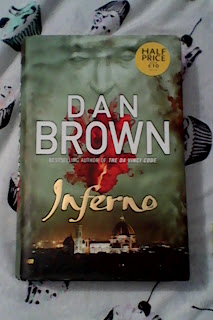 HALF
PRICE
DAN
BROWN
BESTSELLING AUTHOR OF THE DA VINCI CODE
Inferno